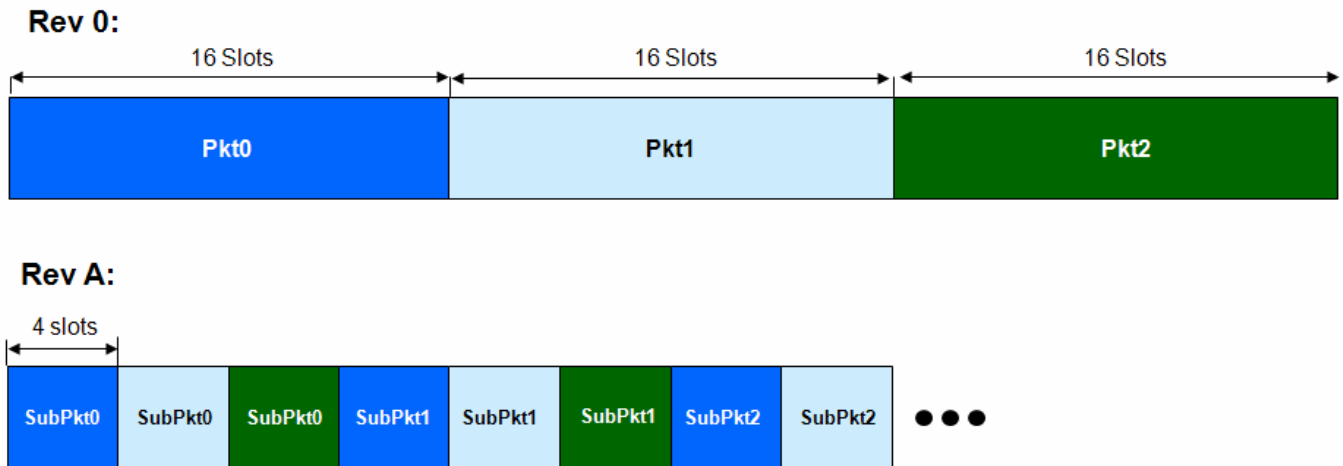 Rev 0:
16 Slots 16 Slots 16 Slots
Pkt0 Pkt1 Pkt2
Rev A:
4 slots
SubPkt0 SubPkt0 SubPkt0 SubPkt1 SubPkt1 SubPkt1 SubPkt2 SubPkt2